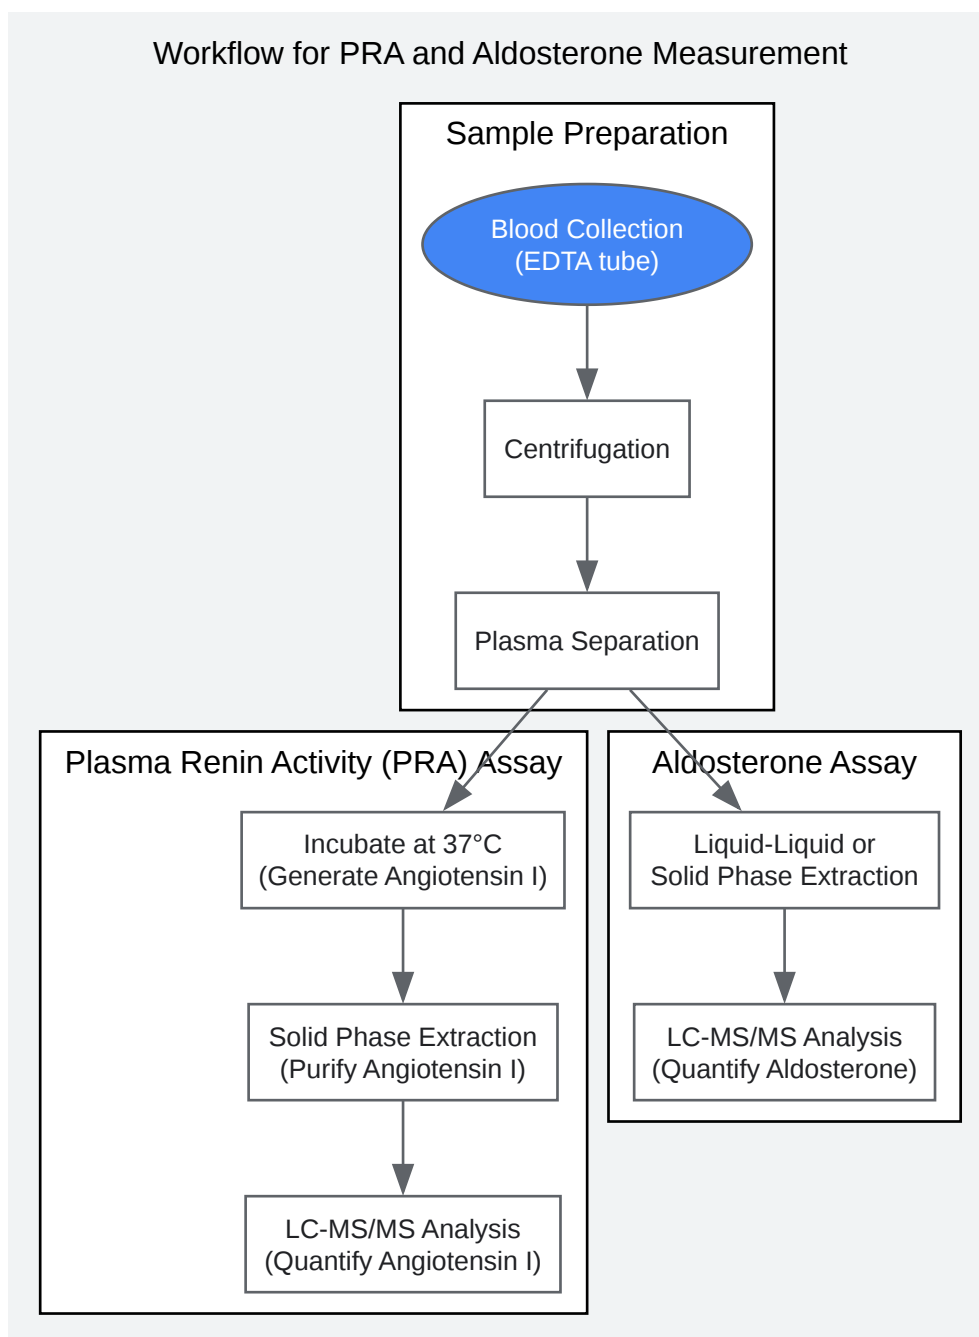 Workflow for PRA and Aldosterone Measurement
Sample Preparation
Blood Collection
(EDTA tube)
Centrifugation
Plasma Separation
Plasma Renin Activity (PRA) Assay
Incubate at 37°C
(Generate Angiotensin I)
Solid Phase Extraction
(Purify Angiotensin I)
LC-MS/MS Analysis
(Quantify Angiotensin I)
Aldosterone Assay
Liquid-Liquid or
Solid Phase Extraction
LC-MS/MS Analysis
(Quantify Aldosterone)